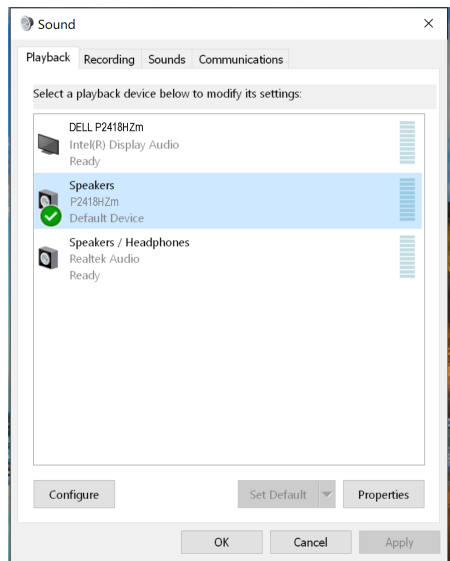 Sound
Playback Recording Sounds Communications
Select a playback device below to modify its settings:
DELL P2418HZm
Intel(R) Display Audio
Ready
Speakers
P2418HZm
Default Device
Speakers / Headphones
Realtek Audio
Ready
Configure Set Default Properties
OK Cancel Apply